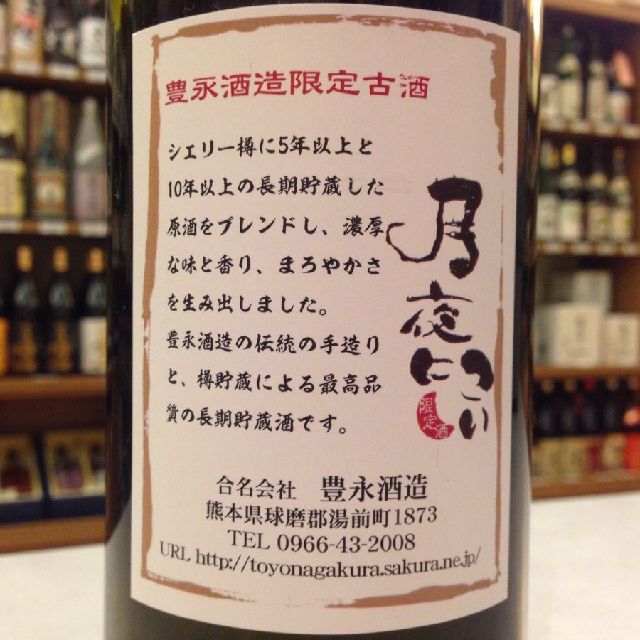 豊永酒造限定古酒
シェリー樽に5年以上と
10年以上の長期貯蔵した
原酒をブレンドし、濃厚
な味と香り、まろやかさ
を生み出しました。
豊永酒造の伝統の手造り
と、樽貯蔵による最高品
質の長期貯蔵酒です。
月夜にこい
限定酒
合名会社 豊永酒造
熊本県球磨郡湯前町1873
TEL 0966-43-2008
URL http://toyonagakura.sakura.ne.jp/